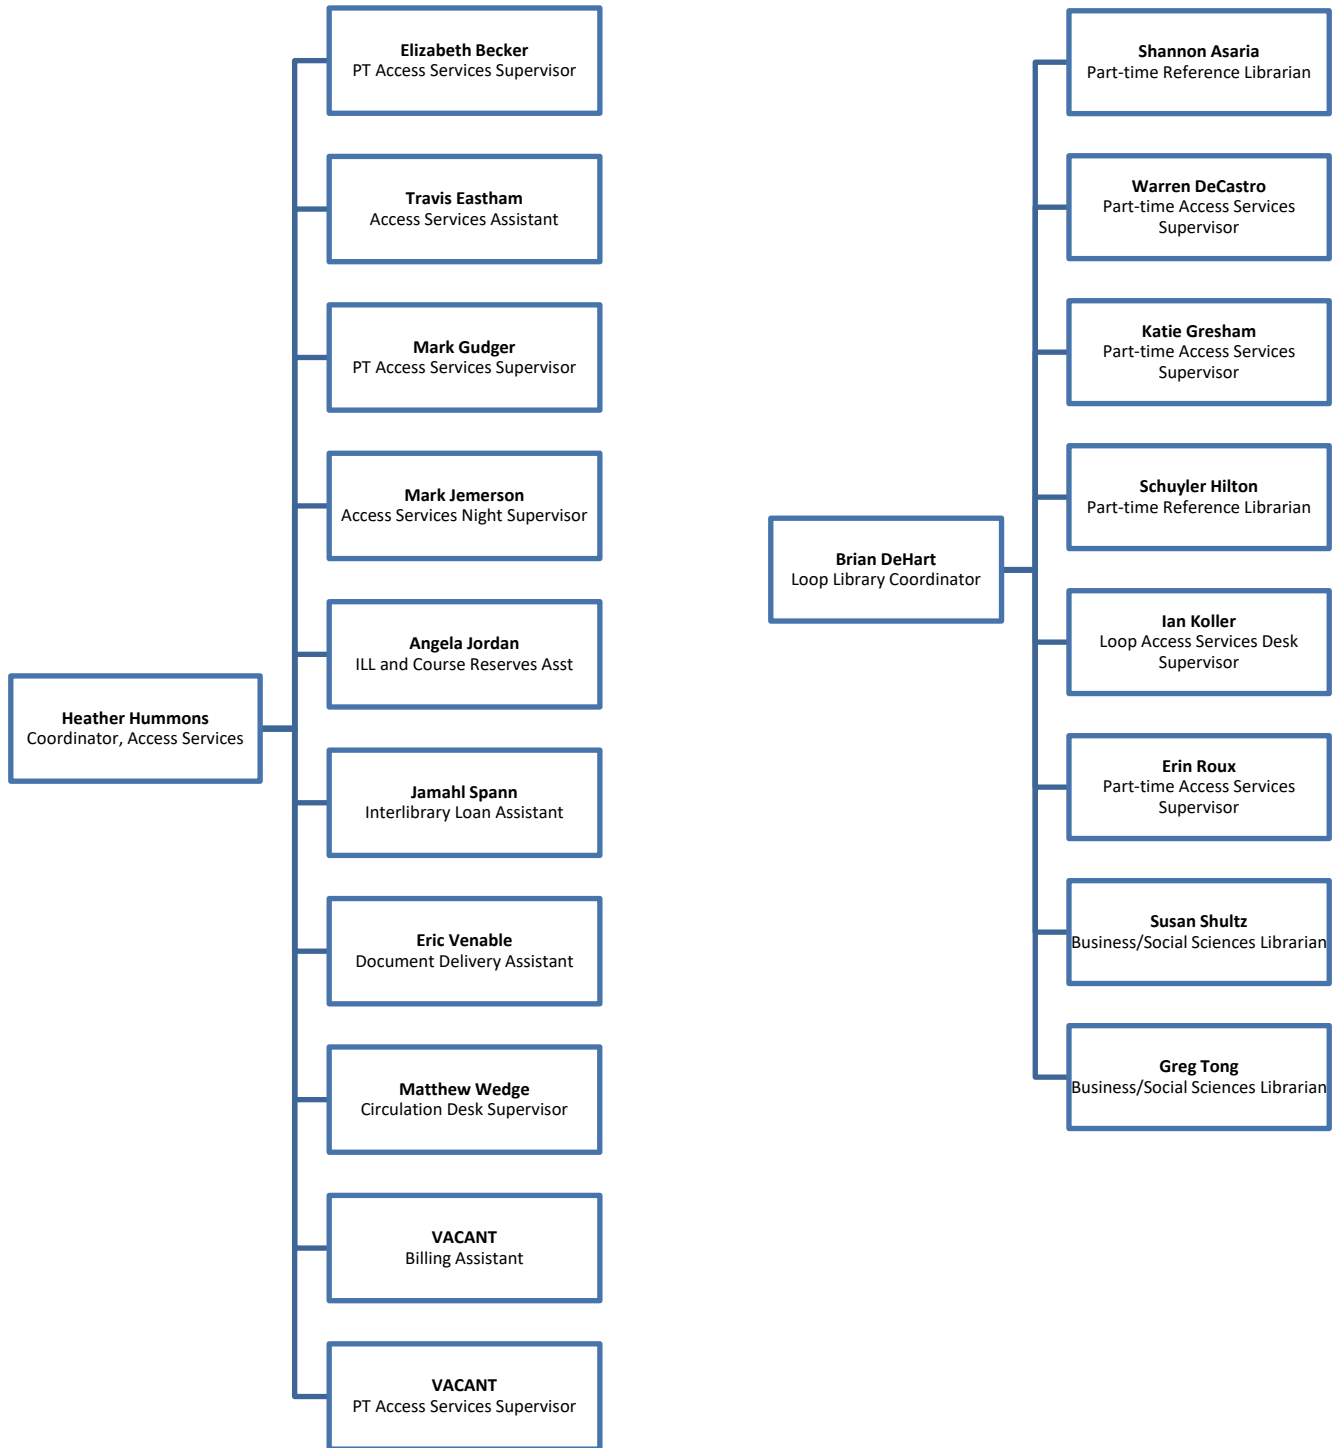 Elizabeth Becker
PT Access Services Supervisor
Travis Eastham
Access Services Assistant
Mark Gudger
PT Access Services Supervisor
Mark Jemerson
Access Services Night Supervisor
Angela Jordan
ILL and Course Reserves Asst
Heather Hummons
Coordinator, Access Services
Jamahl Spann
Interlibrary Loan Assistant
Eric Venable
Document Delivery Assistant
Matthew Wedge
Circulation Desk Supervisor
VACANT
Billing Assistant
VACANT
PT Access Services Supervisor
Shannon Asaria
Part-time Reference Librarian
Warren DeCastro
Part-time Access Services
Supervisor
Katie Gresham
Part-time Access Services
Supervisor
Schuyler Hilton
Part-time Reference Librarian
Brian DeHart
Loop Library Coordinator
Ian Koller
Loop Access Services Desk
Supervisor
Erin Roux
Part-time Access Services
Supervisor
Susan Shultz
Business/Social Sciences Librarian
Greg Tong
Business/Social Sciences Librarian